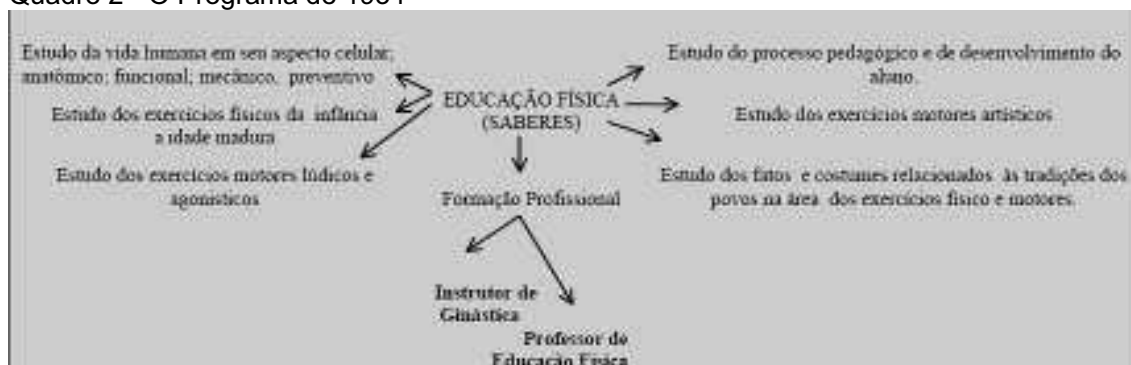 Quadro 2 - O Programa de
Estudo da vida humana em seu aspecto celular;
anatômico; funcional; mecânico, preventivo
Estudo dos exercícios físicos da infância
a idade madura
Estudo dos exercícios motores lúdicos e
agonísticos
EDUCAÇÃO FÍSICA
(SABERES)
Estudo do processo pedagógico e de desenvolvimento do
aluno.
Estudo dos exercícios motores artísticos
Estudo dos fatos e costumes relacionados às tradições dos
povos na área dos exercícios físico e motores.
Formação Profissional
Instrutor de
Ginástica
Professor de
Educação Física